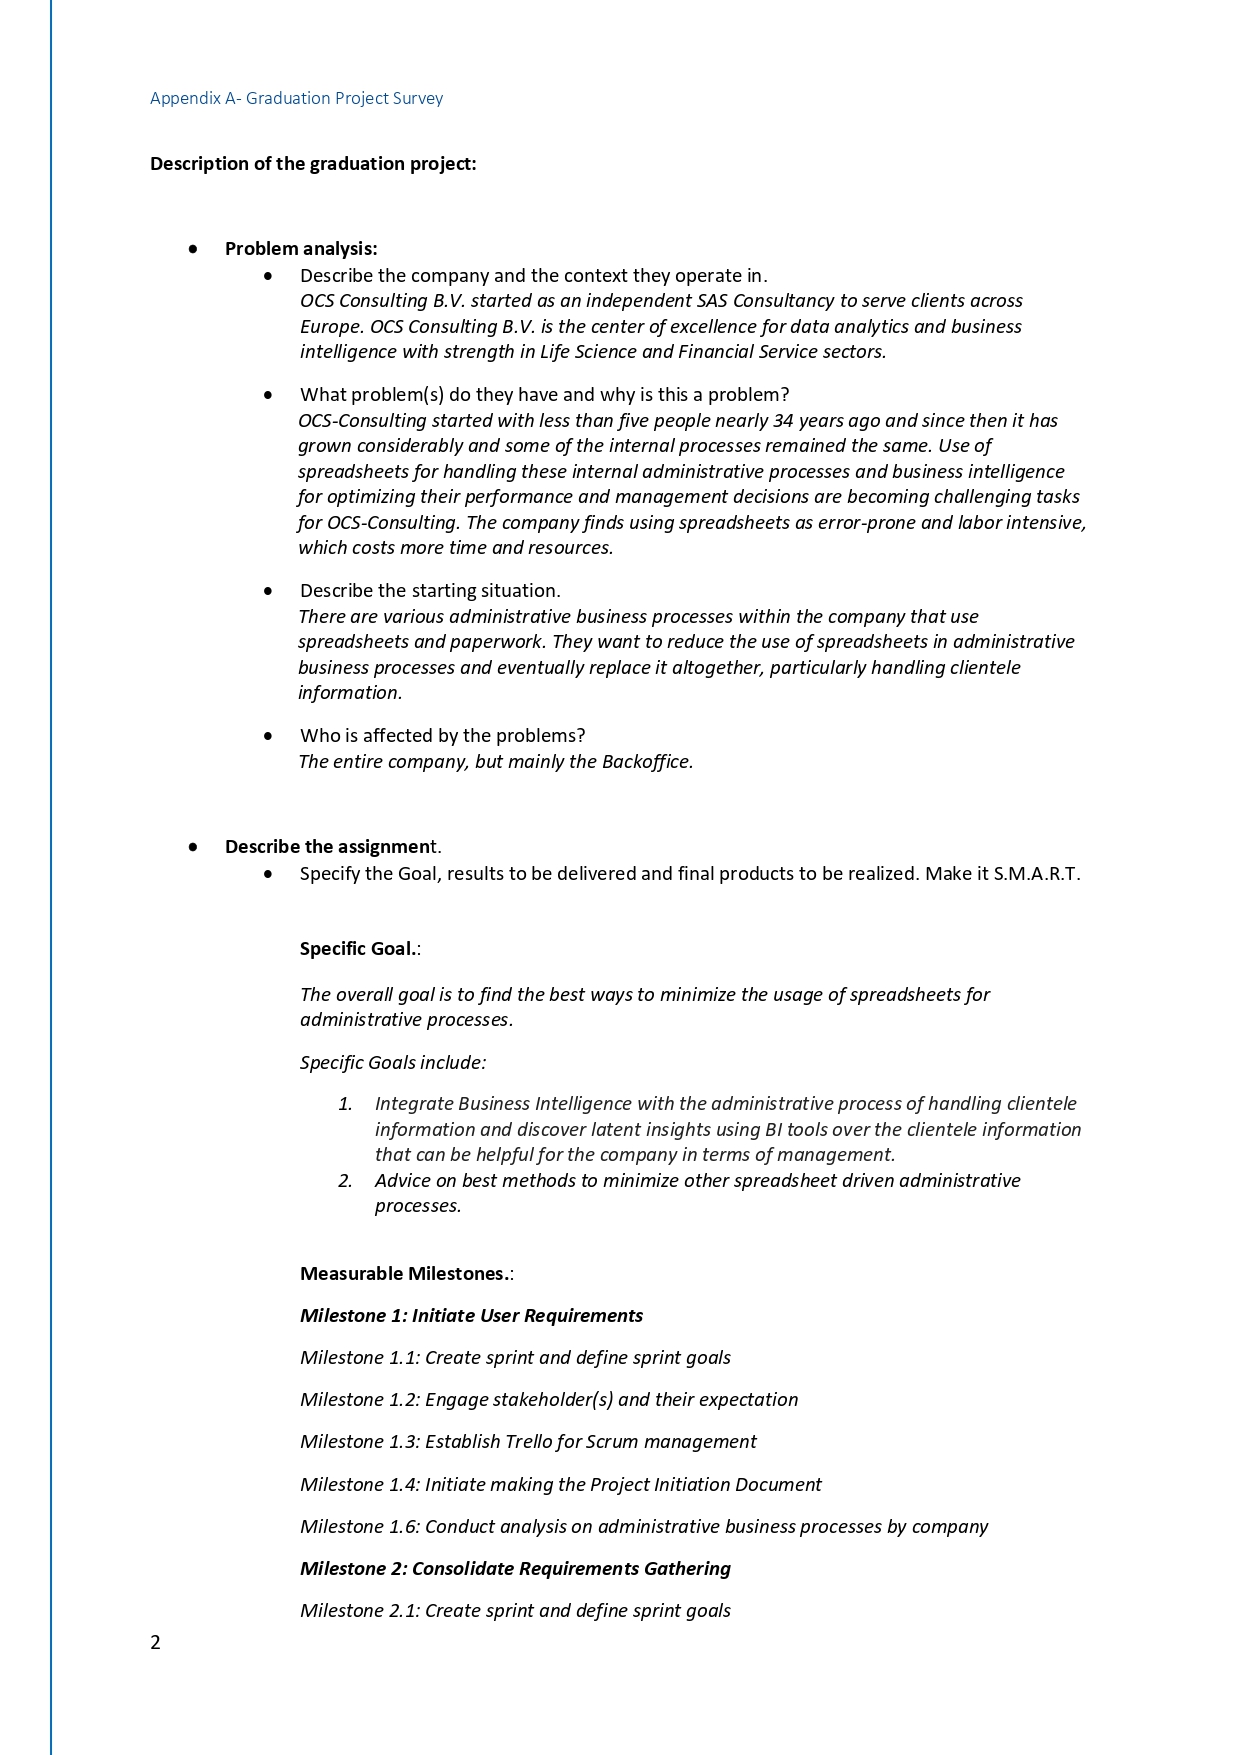 Appendix A- Graduation Project Survey
Description of the graduation project:
● Problem analysis:
● Describe the company and the context they operate in.
OCS Consulting B.V. started as an independent SAS Consultancy to serve clients across
Europe. OCS Consulting B.V. is the center of excellence for data analytics and business
intelligence with strength in Life Science and Financial Service sectors.
● What problem(s) do they have and why is this a problem?
OCS-Consulting started with less than five people nearly 34 years ago and since then it has
grown considerably and some of the internal processes remained the same. Use of
spreadsheets for handling these internal administrative processes and business intelligence
for optimizing their performance and management decisions are becoming challenging tasks
for OCS-Consulting. The company finds using spreadsheets as error-prone and labor intensive,
which costs more time and resources.
● Describe the starting situation.
There are various administrative business processes within the company that use
spreadsheets and paperwork. They want to reduce the use of spreadsheets in administrative
business processes and eventually replace it altogether, particularly handling clientele
information.
● Who is affected by the problems?
The entire company, but mainly the Backoffice.
● Describe the assignment.
● Specify the Goal, results to be delivered and final products to be realized. Make it S.M.A.R.T.
Specific Goal.:
The overall goal is to find the best ways to minimize the usage of spreadsheets for
administrative processes.
Specific Goals include:
1. Integrate Business Intelligence with the administrative process of handling clientele
information and discover latent insights using BI tools over the clientele information
that can be helpful for the company in terms of management.
2. Advice on best methods to minimize other spreadsheet driven administrative
processes.
Measurable Milestones.:
Milestone 1: Initiate User Requirements
Milestone 1.1: Create sprint and define sprint goals
Milestone 1.2: Engage stakeholder(s) and their expectation
Milestone 1.3: Establish Trello for Scrum management
Milestone 1.4: Initiate making the Project Initiation Document
Milestone 1.6: Conduct analysis on administrative business processes by company
Milestone 2: Consolidate Requirements Gathering
Milestone 2.1: Create sprint and define sprint goals
2